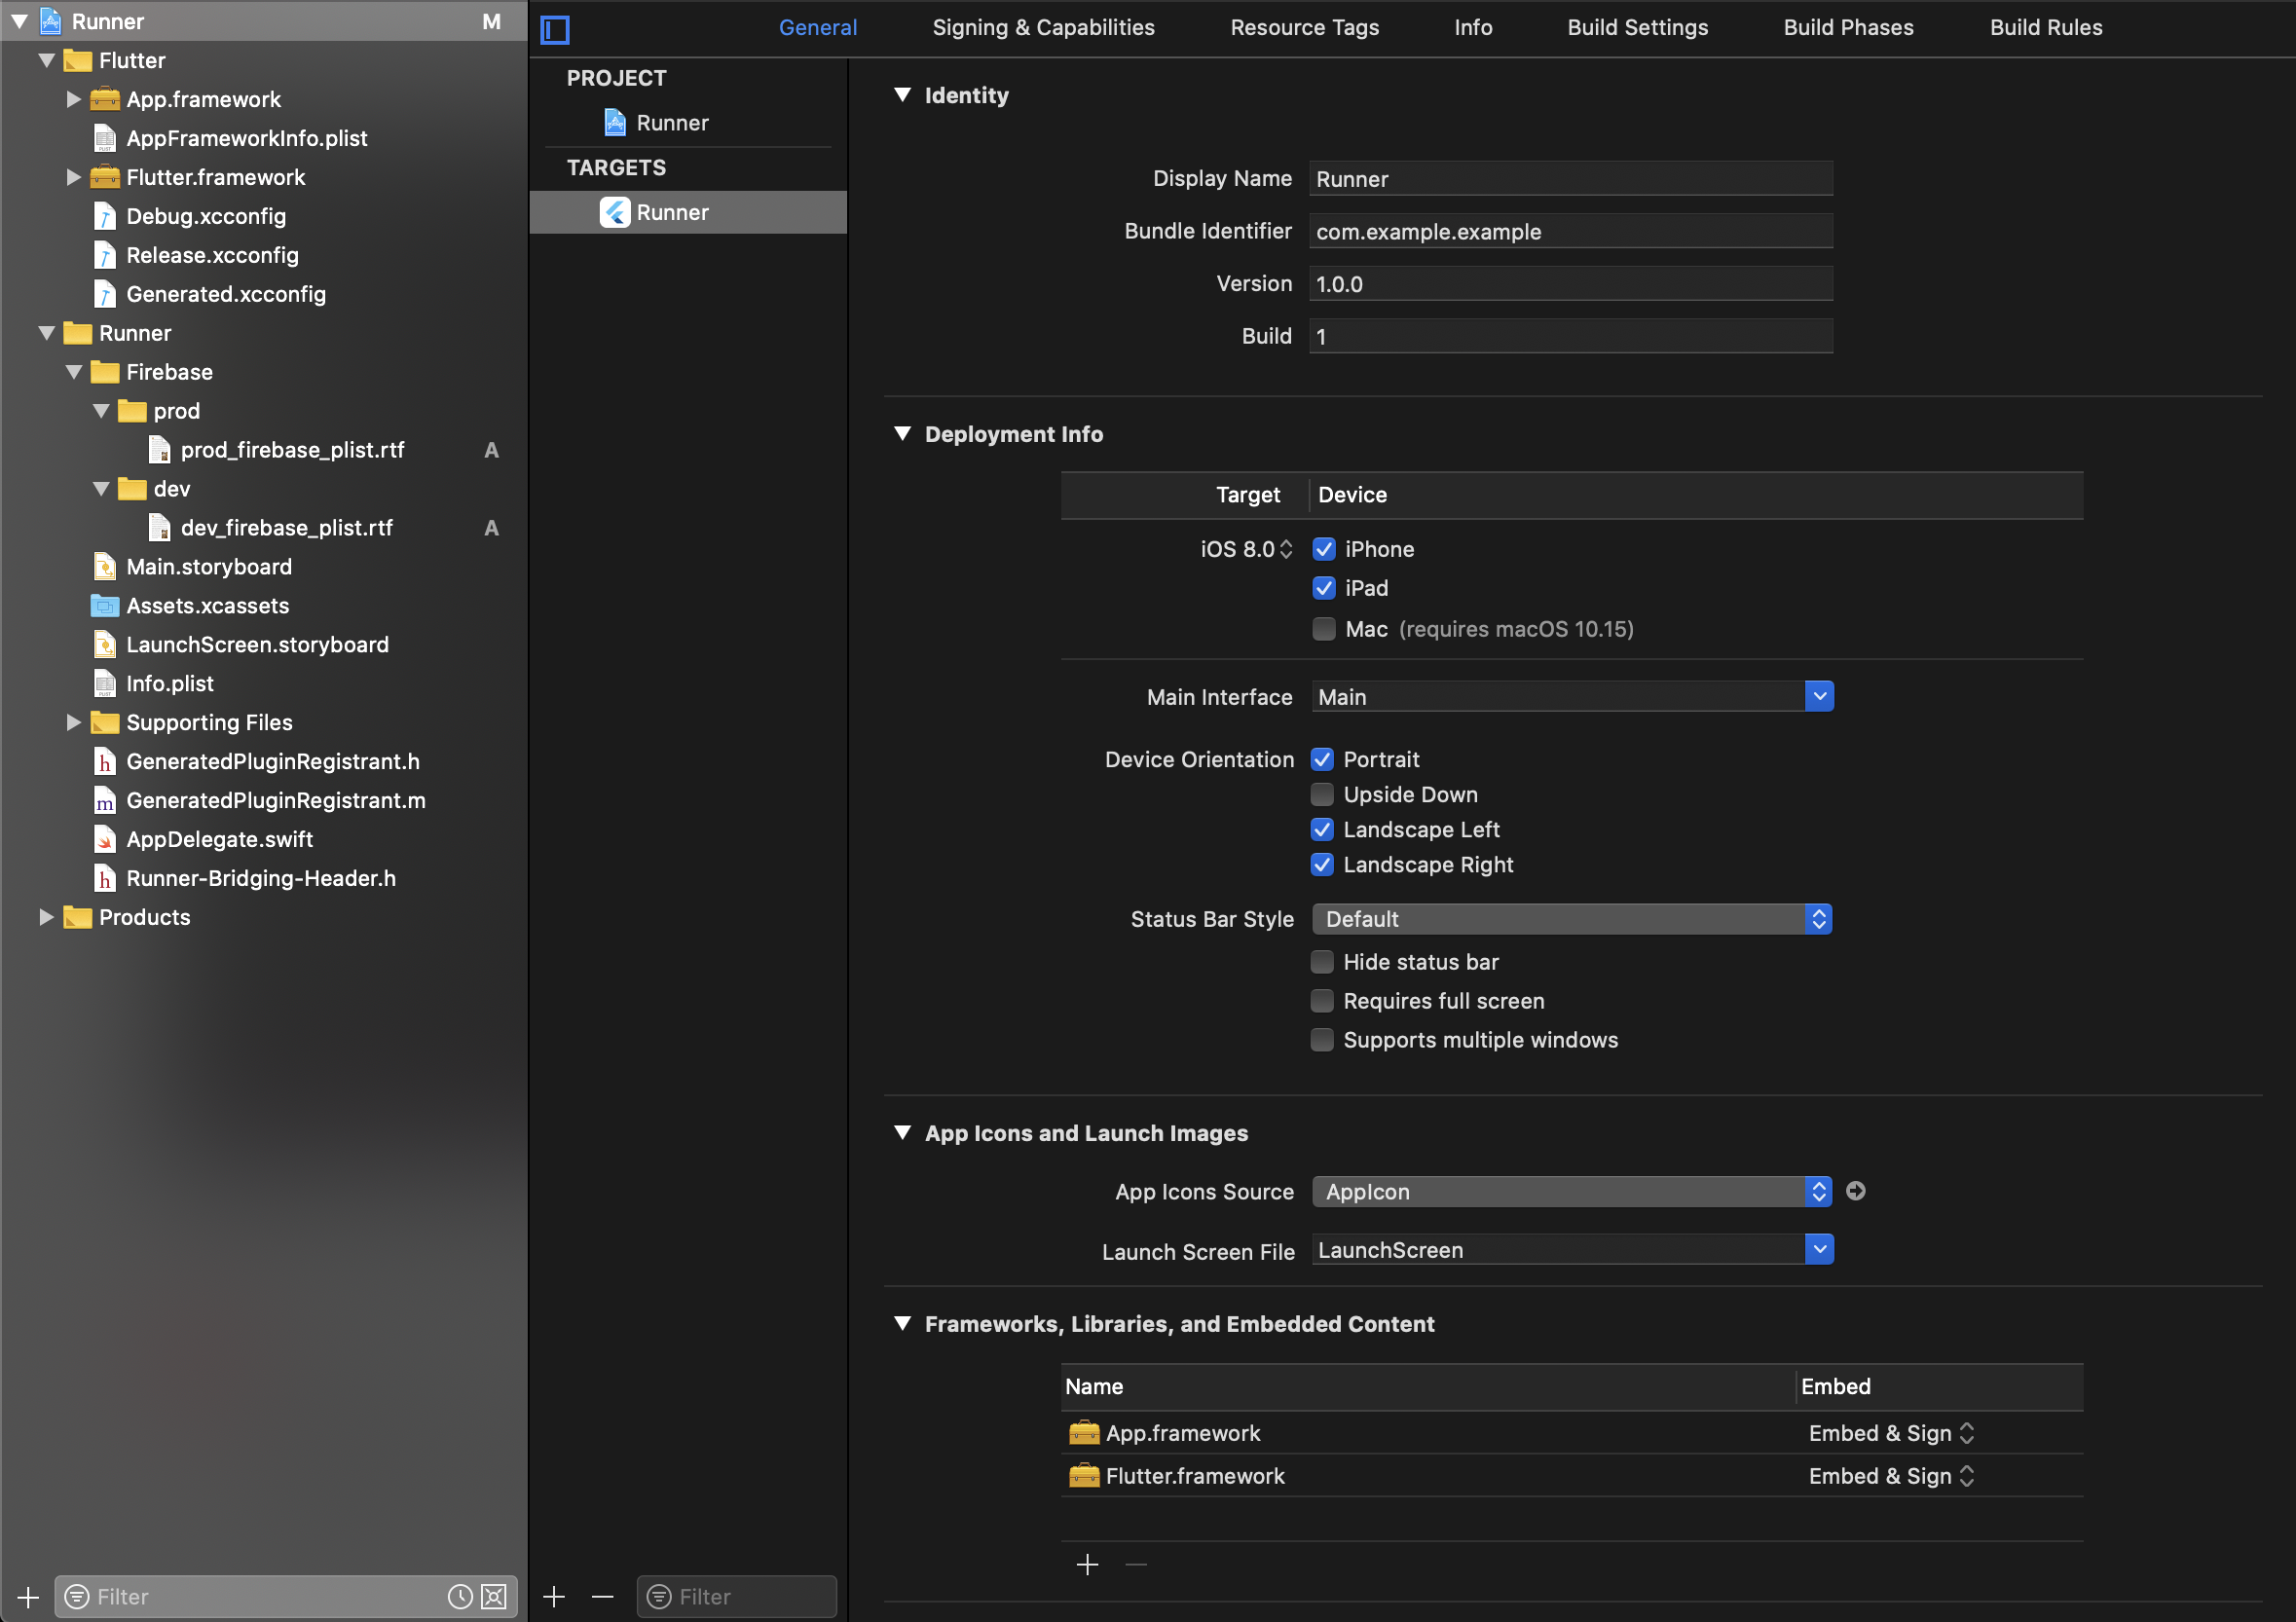 Runner M
Flutter
App.framework
AppFrameworkInfo.plist
Flutter.framework
Debug.xcconfig
Release.xcconfig
Generated.xcconfig
Runner
Firebase
prod
prod_firebase_plist.rtf A
dev
dev_firebase_plist.rtf A
Main.storyboard
Assets.xcassets
LaunchScreen.storyboard
Info.plist
Supporting Files
h GeneratedPluginRegistrant.h
m GeneratedPluginRegistrant.m
AppDelegate.swift
h Runner-Bridging-Header.h
Products
Filter
PROJECT
Runner
TARGETS
Runner
Filter
General Signing & Capabilities Resource Tags Info Build Settings Build Phases Build Rules
Identity
Display Name Runner
Bundle Identifier com.example.example
Version 1.0.0
Build 1
Deployment Info
Target Device
iOS 8.0 iPhone
iPad
Mac (requires macOS 10.15)
Main Interface Main
Device Orientation Portrait
Upside Down
Landscape Left
Landscape Right
Status Bar Style Default
Hide status bar
Requires full screen
Supports multiple windows
App Icons and Launch Images
App Icons Source AppIcon
Launch Screen File LaunchScreen
Frameworks, Libraries, and Embedded Content
Name Embed
App.framework Embed & Sign
Flutter.framework Embed & Sign